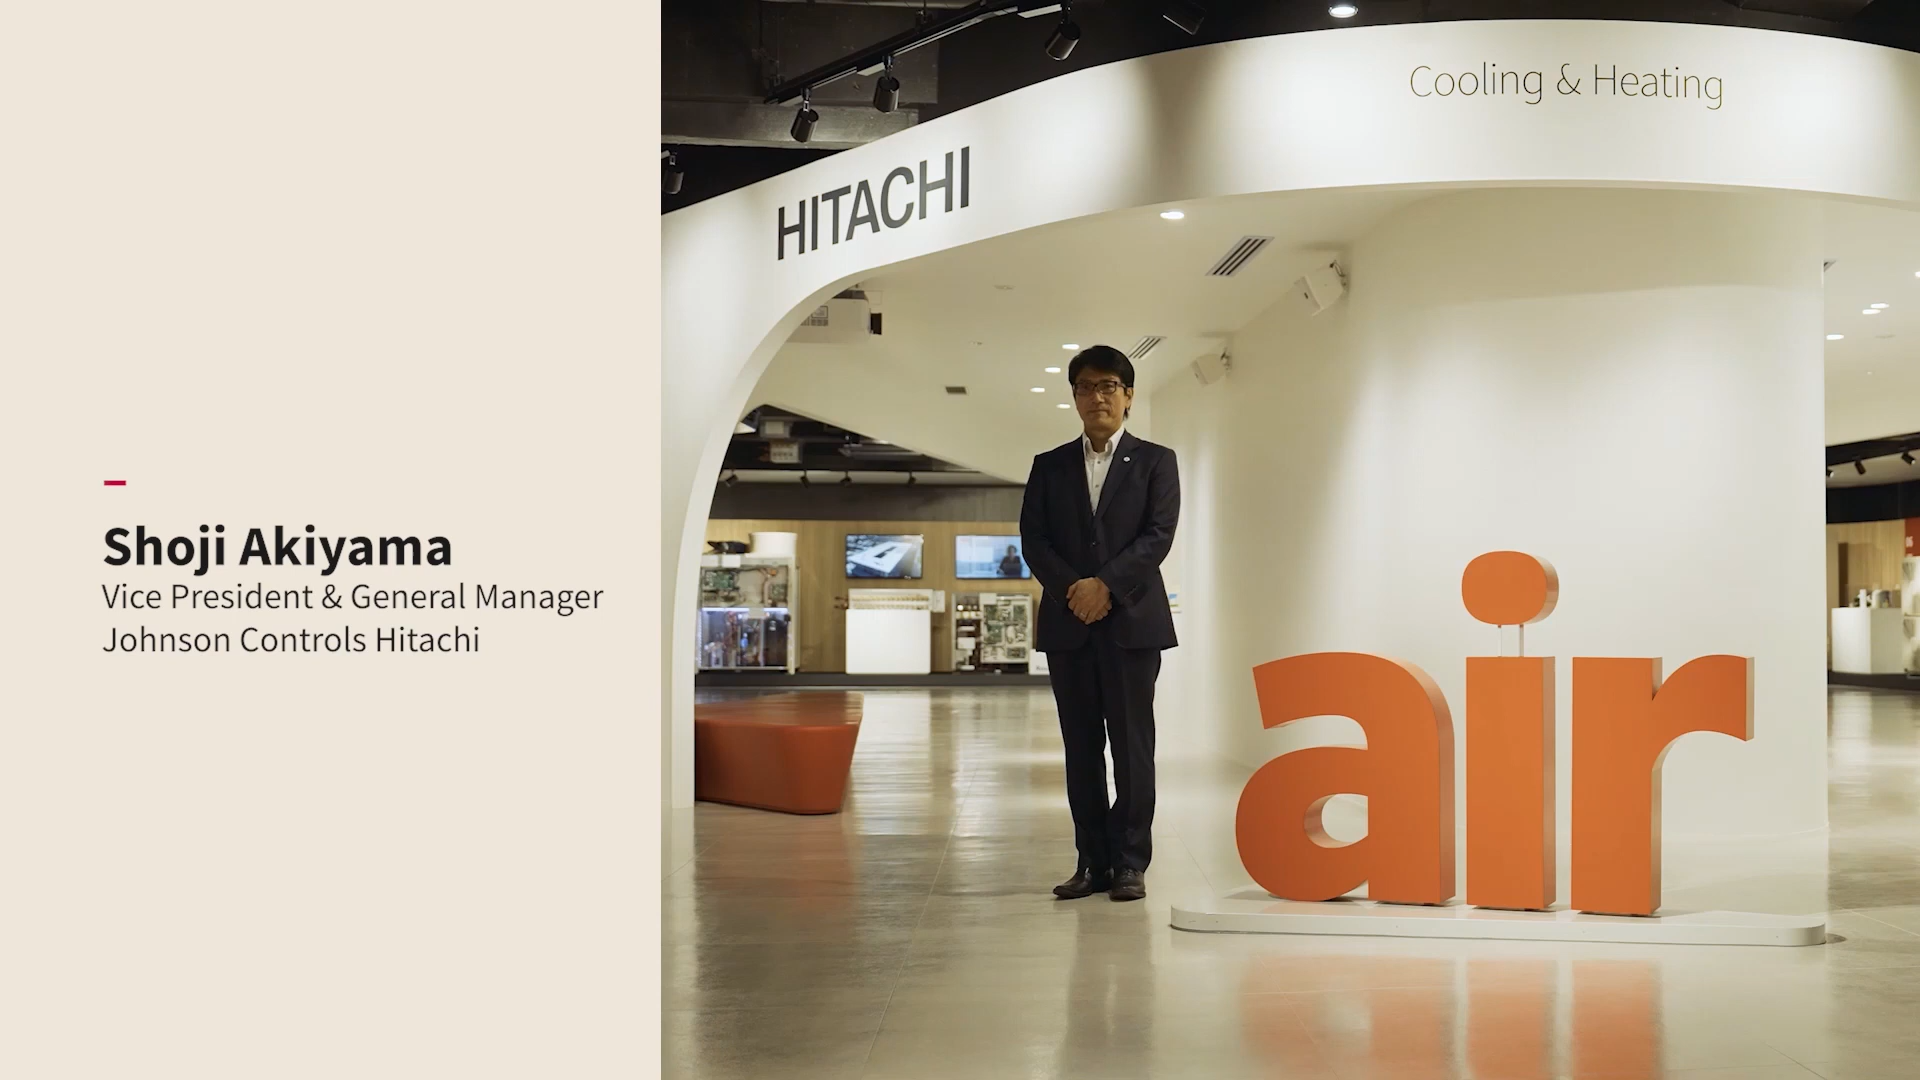 Shoji Akiyama
Vice President & General Manager
Johnson Controls Hitachi
HITACHI
Cooling & Heating
air